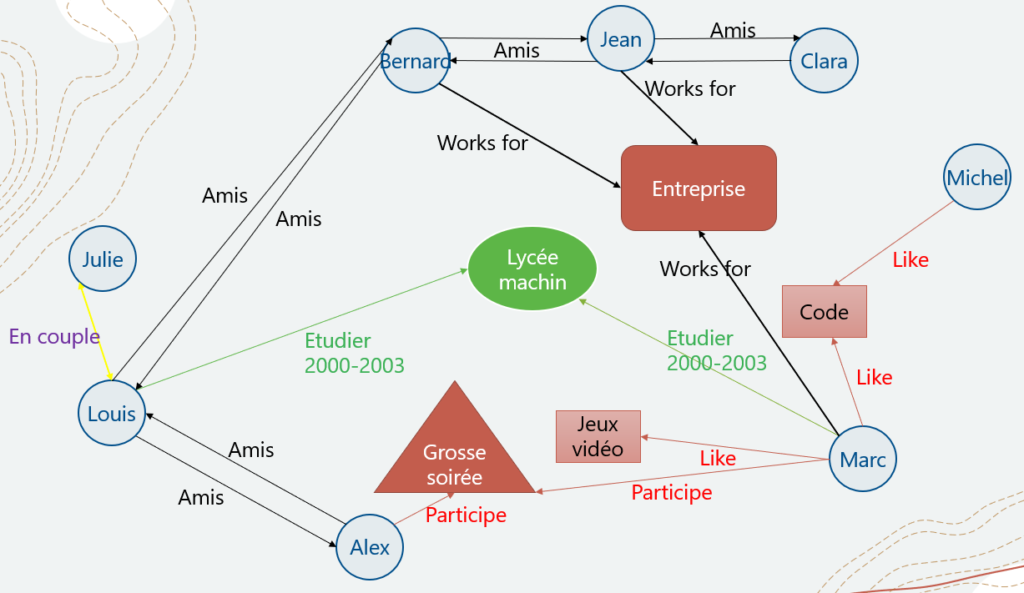 Jean
Amis
Amis
Bernard
Clara
Works for
Works for
Entreprise
Michel
Amis
Amis
Lycée
machin
Works for
Like
Julie
Code
En couple
Etudier
2000-2003
Etudier
2000-2003
Like
Louis
Jeux
vidéo
Grosse
soirée
Amis
Like
Marc
Amis
Participe
Participe
Alex